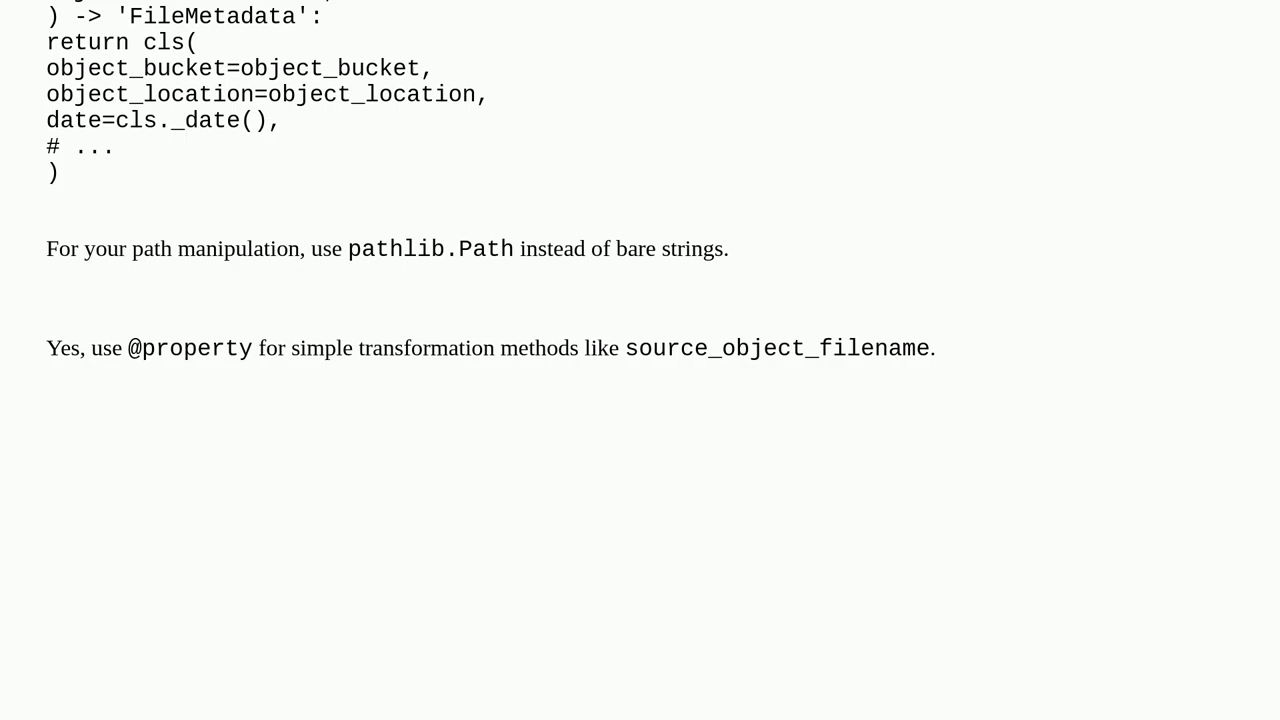 ) -> 'FileMetadata':
return cls(
object_bucket=object_bucket,
object_location=object_location,
date=cls._date(),
# ...
)
For your path manipulation, use pathlib.Path instead of bare strings.
Yes, use @property for simple transformation methods like source_object_filename.